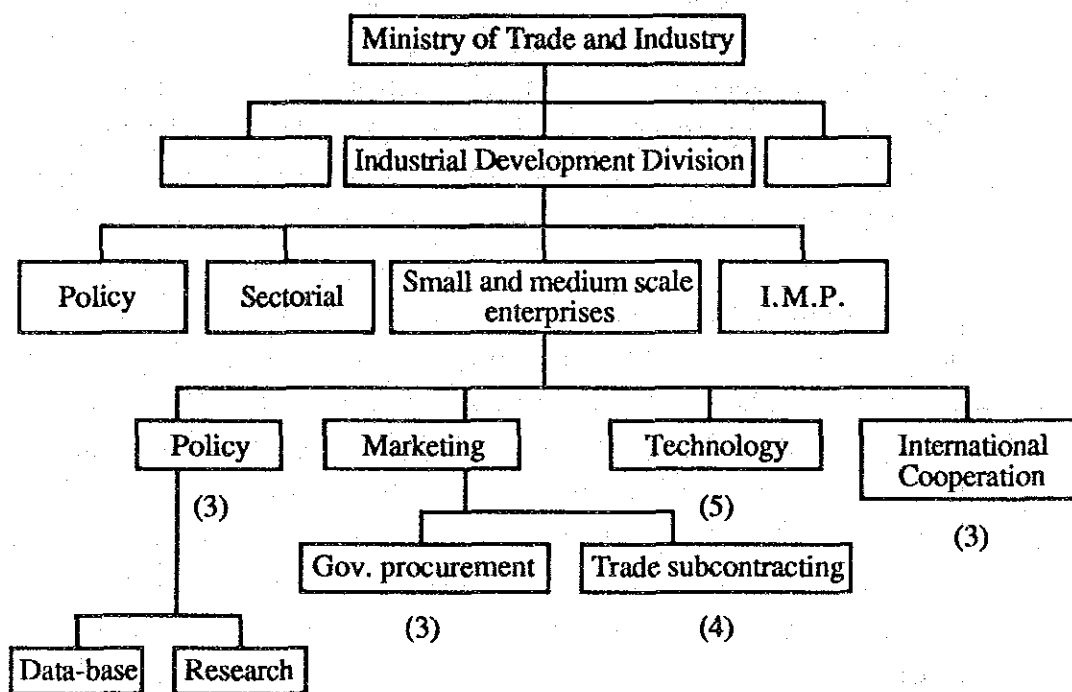 Ministry of Trade and Industry
Industrial Development Division
Policy
Sectorial
Small and medium scale
enterprises
I.M.P.
Policy
Marketing
Technology
International
Cooperation
(3)
(5)
(3)
Gov. procurement
Trade subcontracting
(3)
(4)
Data-base
Research